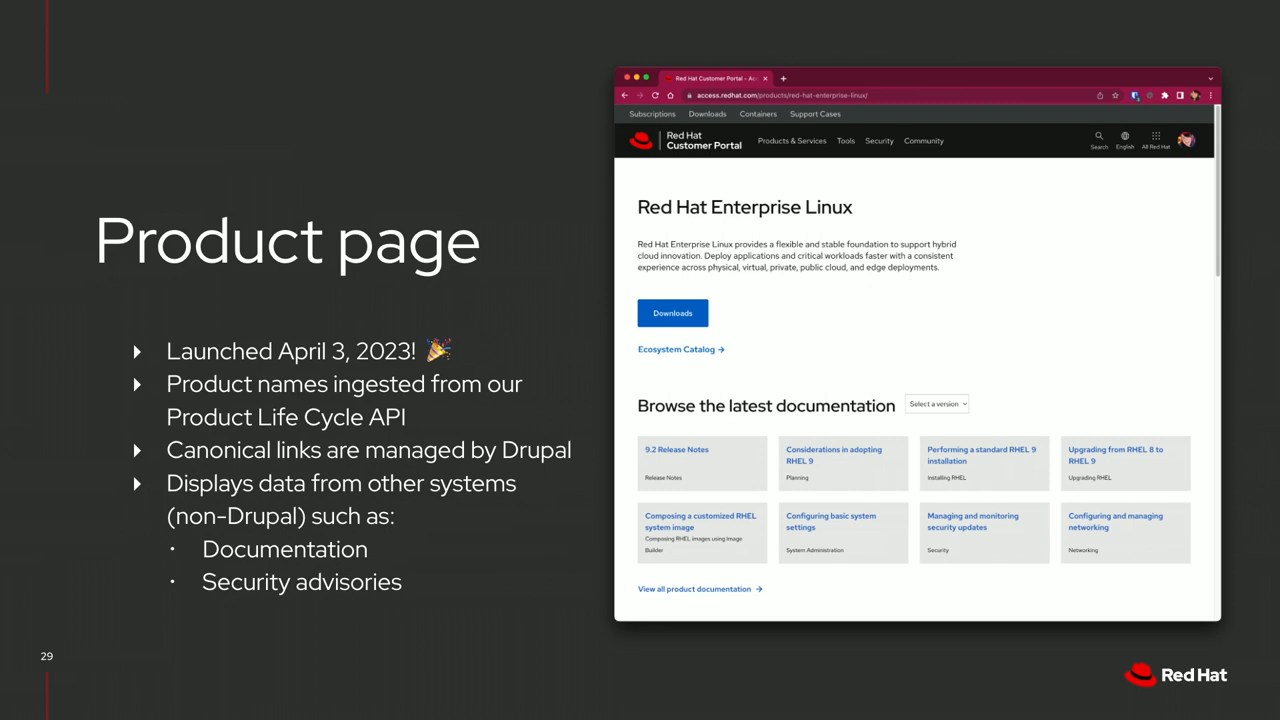 Product page
Launched April 3, 2023! 🎉
Product names ingested from our
Product Life Cycle API
Canonical links are managed by Drupal
Displays data from other systems
(non-Drupal) such as:
Documentation
Security advisories
29
Red Hat Customer Portal - Acc
access.redhat.com/products/red-hat-enterprise-linux/
Subscriptions Downloads Containers Support Cases
Red Hat
Customer Portal
Products & Services Tools Security Community
Search English All Red Hat
Red Hat Enterprise Linux
Red Hat Enterprise Linux provides a flexible and stable foundation to support hybrid
cloud innovation. Deploy applications and critical workloads faster with a consistent
experience across physical, virtual, private, public cloud, and edge deployments.
Downloads
Ecosystem Catalog →
Browse the latest documentation Select a version
9.2 Release Notes
Release Notes
Considerations in adopting
RHEL 9
Planning
Performing a standard RHEL 9
installation
Installing RHEL
Upgrading from RHEL 8 to
RHEL 9
Upgrading RHEL
Composing a customized RHEL
system image
Composing RHEL images using Image
Builder
Configuring basic system
settings
System Administration
Managing and monitoring
security updates
Security
Configuring and managing
networking
Networking
View all product documentation →
Red Hat